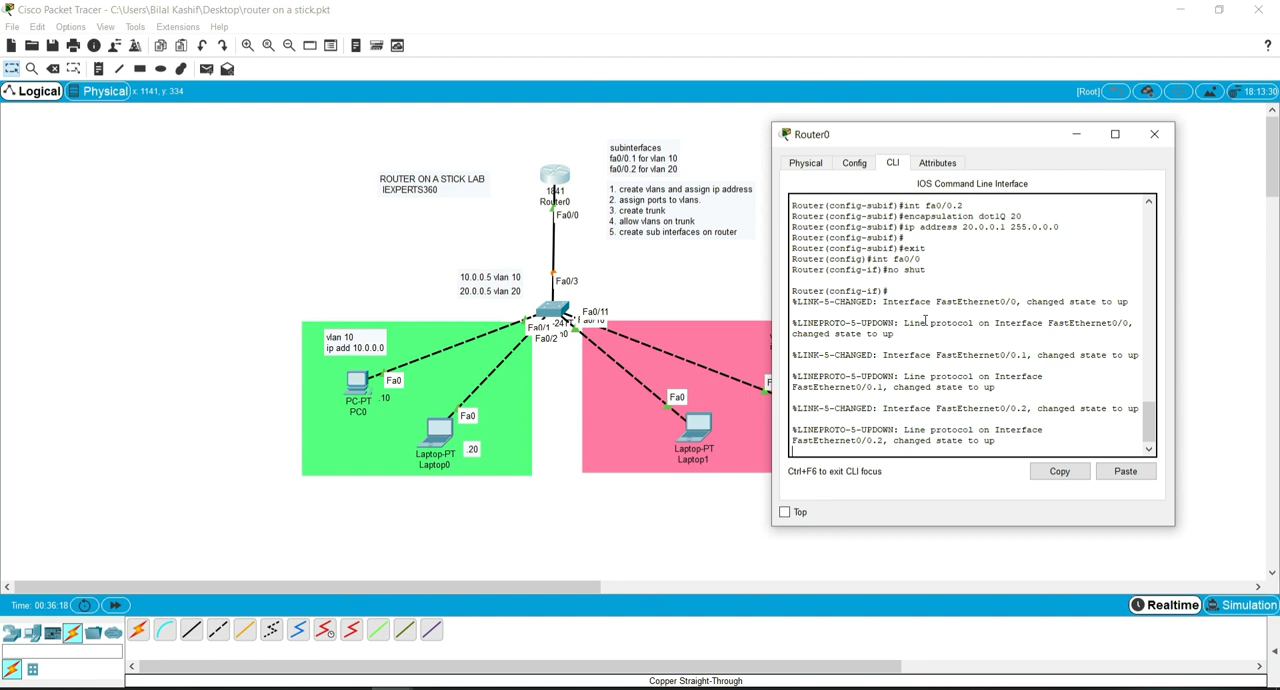 Cisco Packet Tracer - C:\Users\Bilal Kashif\Desktop\router on a stick.pkt
File Edit Options View Tools Extensions Help
?
Logical Physical x: 1141, y: 334
[Root] 18:13:30
ROUTER ON A STICK LAB
IEXPERTS360
1841
Router0
Fa0/0
subinterfaces
fa0/0.1 for vlan 10
fa0/0.2 for vlan 20
1. create vlans and assign ip address
2. assign ports to vlans.
3. create trunk
4. allow vlans on trunk
5. create sub interfaces on router
10.0.0.5 vlan 10
20.0.0.5 vlan 20
Fa0/3
Fa0/11
Fa0/1
Fa0/2
vlan 10
ip add 10.0.0.0
Fa0
PC-PT
PC0
.10
Fa0
Laptop-PT
Laptop0
.20
Fa0
Laptop-PT
Laptop1
Router0
Physical Config CLI Attributes
IOS Command Line Interface
Router(config-subif)#int fa0/0.2
Router(config-subif)#encapsulation dot1Q 20
Router(config-subif)#ip address 20.0.0.1 255.0.0.0
Router(config-subif)#
Router(config-subif)#exit
Router(config)#int fa0/0
Router(config-if)#no shut
Router(config-if)#
%LINK-5-CHANGED: Interface FastEthernet0/0, changed state to up
%LINEPROTO-5-UPDOWN: Line protocol on Interface FastEthernet0/0,
changed state to up
%LINK-5-CHANGED: Interface FastEthernet0/0.1, changed state to up
%LINEPROTO-5-UPDOWN: Line protocol on Interface
FastEthernet0/0.1, changed state to up
%LINK-5-CHANGED: Interface FastEthernet0/0.2, changed state to up
%LINEPROTO-5-UPDOWN: Line protocol on Interface
FastEthernet0/0.2, changed state to up
Ctrl+F6 to exit CLI focus
Copy Paste
Top
Time: 00:36:18
Realtime Simulation
Copper Straight-Through